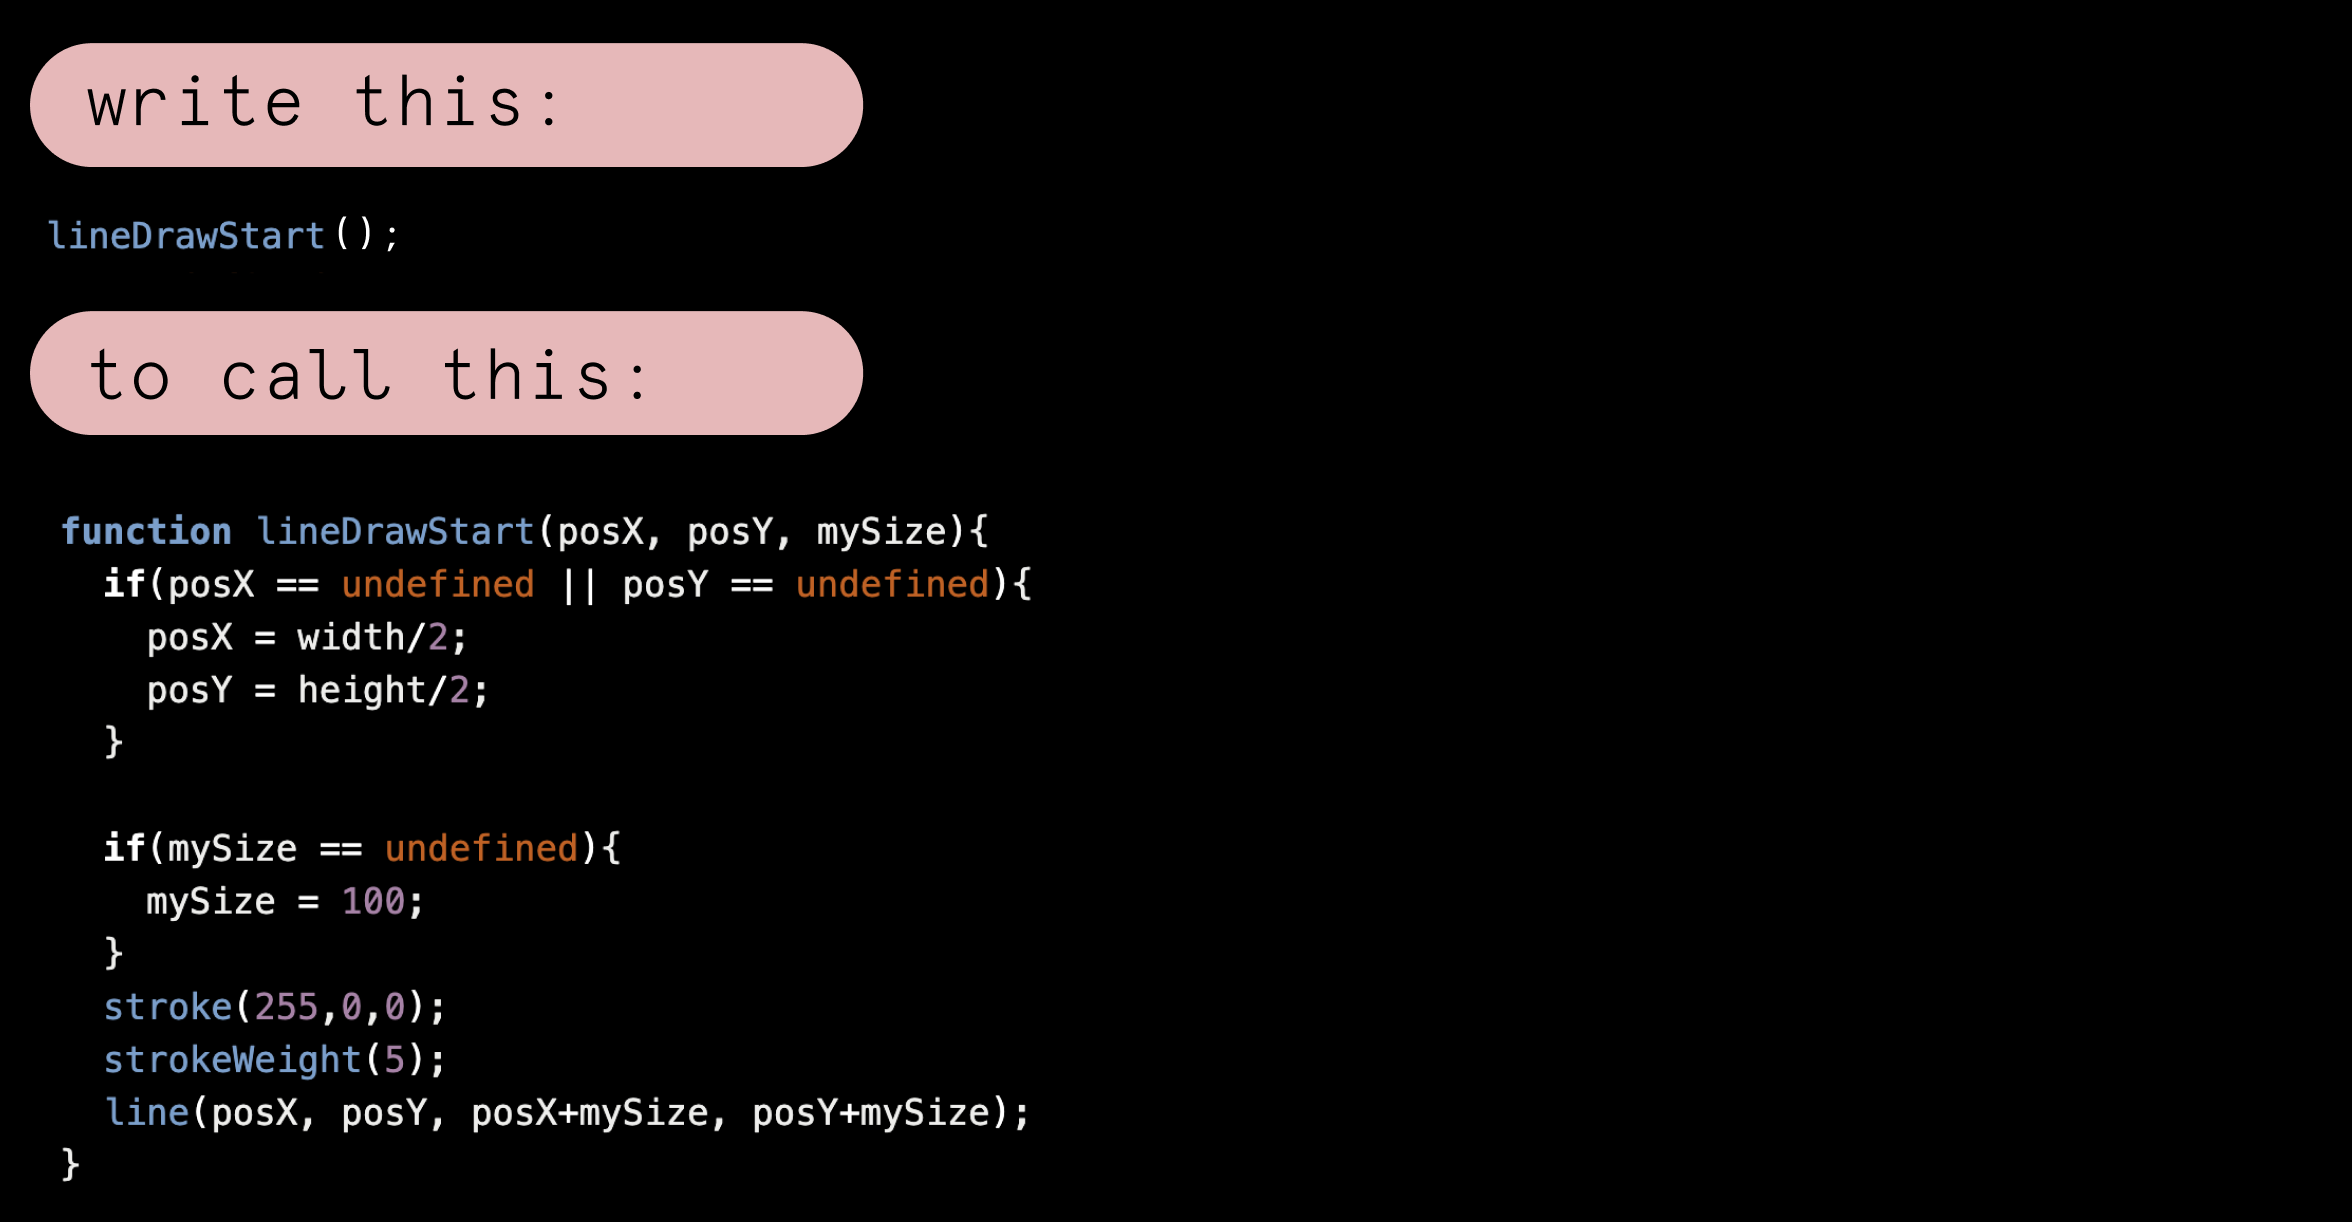 write this:
lineDrawStart();
to call this:
function lineDrawStart(posX, posY, mySize){
  if(posX == undefined || posY == undefined){
    posX = width/2;
    posY = height/2;
  }
  if(mySize == undefined){
    mySize = 100;
  }
  stroke(255,0,0);
  strokeWeight(5);
  line(posX, posY, posX+mySize, posY+mySize);
}